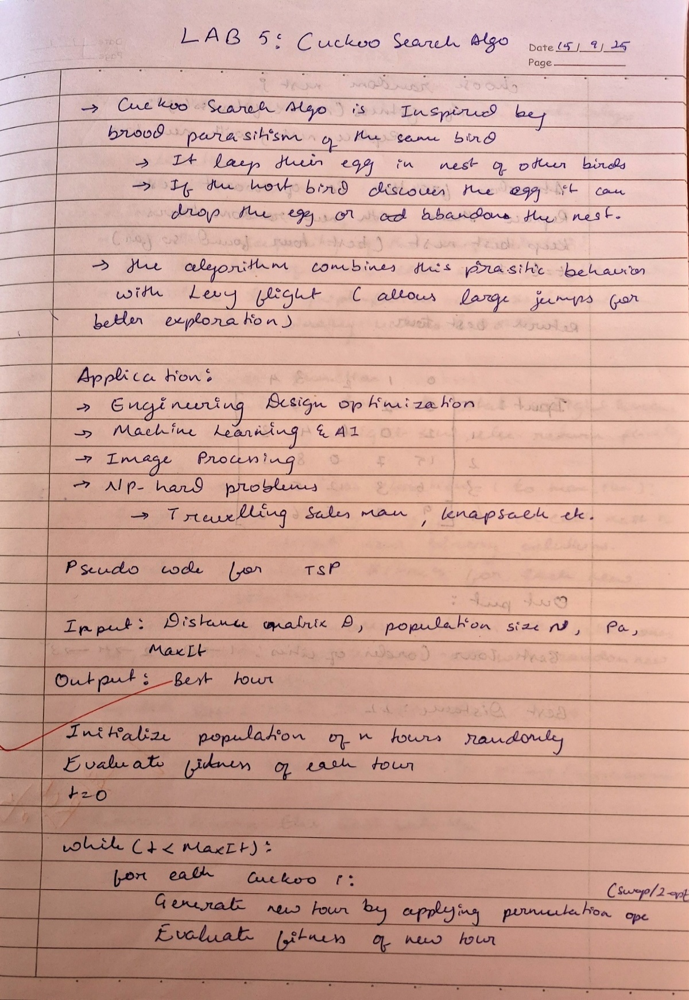 LAB 5: Cuckoo Search Algo
Date 15/ 9/ 25
Page
→ Cuckoo Search Algo is Inspired by
brood parasitism of the same bird
→ It lays their egg in nest of other birds
→ If the host bird discovers the egg it can
drop the egg or abandons the nest.
→ the algorithm combines this prasitic behavior
with Levy flight ( allows large jumps for
better exploration)
Application:
→ Engineering Design optimization
→ Machine Learning & AI
→ Image Processing
→ NP- hard problems
→ Travelling Sales man , knapsack etc.
Pseudo code for TSP
Input: Distance matrix D, population size N, Pa,
MaxIt
Output: Best tour
Initialize population of n tours randomly
Evaluate fitness of each tour
t=0
while (t < MaxIt):
for each cuckoo i:
(swap/2-opt
Generate new tour by applying permutation ope
Evaluate fitness of new tour